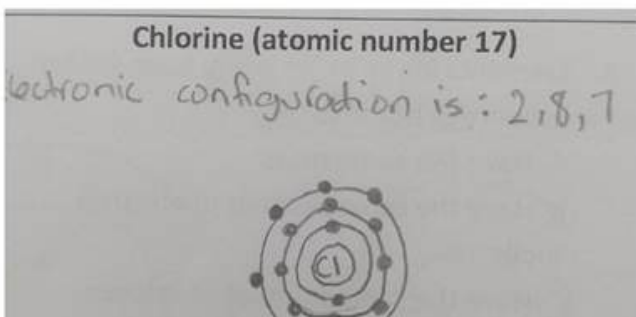 Chlorine (atomic number 17)
lectronic configuration is: 2,8,7
Cl